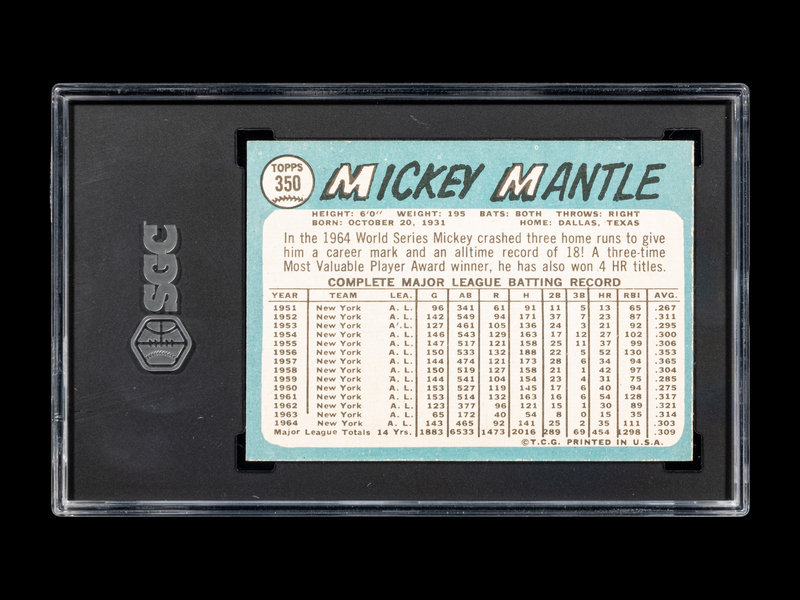 TOPPS
350
MICKEY MANTLE
HEIGHT: 6'0" WEIGHT: 195 BATS: BOTH THROWS: RIGHT
BORN: OCTOBER 20, 1931 HOME: DALLAS, TEXAS
In the 1964 World Series Mickey crashed three home runs to give
him a career mark and an alltime record of 18! A three-time
Most Valuable Player Award winner, he has also won 4 HR titles.
COMPLETE MAJOR LEAGUE BATTING RECORD
YEAR TEAM LEA. G AB R H 2B 3B HR RBI AVG.
1951 New York A. L. 96 341 61 91 11 5 13 65 .267
1952 New York A. L. 142 549 94 171 37 7 23 87 .311
1953 New York A. L. 127 461 105 136 24 3 21 92 .295
1954 New York A. L. 146 543 129 163 17 12 27 102 .300
1955 New York A. L. 147 517 121 158 25 11 37 99 .306
1956 New York A. L. 150 533 132 188 22 5 52 130 .353
1957 New York A. L. 144 474 121 173 28 6 34 94 .365
1958 New York A. L. 150 519 127 158 21 1 42 97 .304
1959 New York A. L. 144 541 104 154 23 4 31 75 .285
1960 New York A. L. 153 527 119 145 17 6 40 94 .275
1961 New York A. L. 153 514 132 163 16 6 54 128 .317
1962 New York A. L. 123 377 96 121 15 1 30 89 .321
1963 New York A. L. 65 172 40 54 8 0 15 35 .314
1964 New York A. L. 143 465 92 141 25 2 35 111 .303
Major League Totals 14 Yrs. 1883 6533 1473 2016 289 69 454 1298 .309
©T.C.G. PRINTED IN U.S.A.
SGC